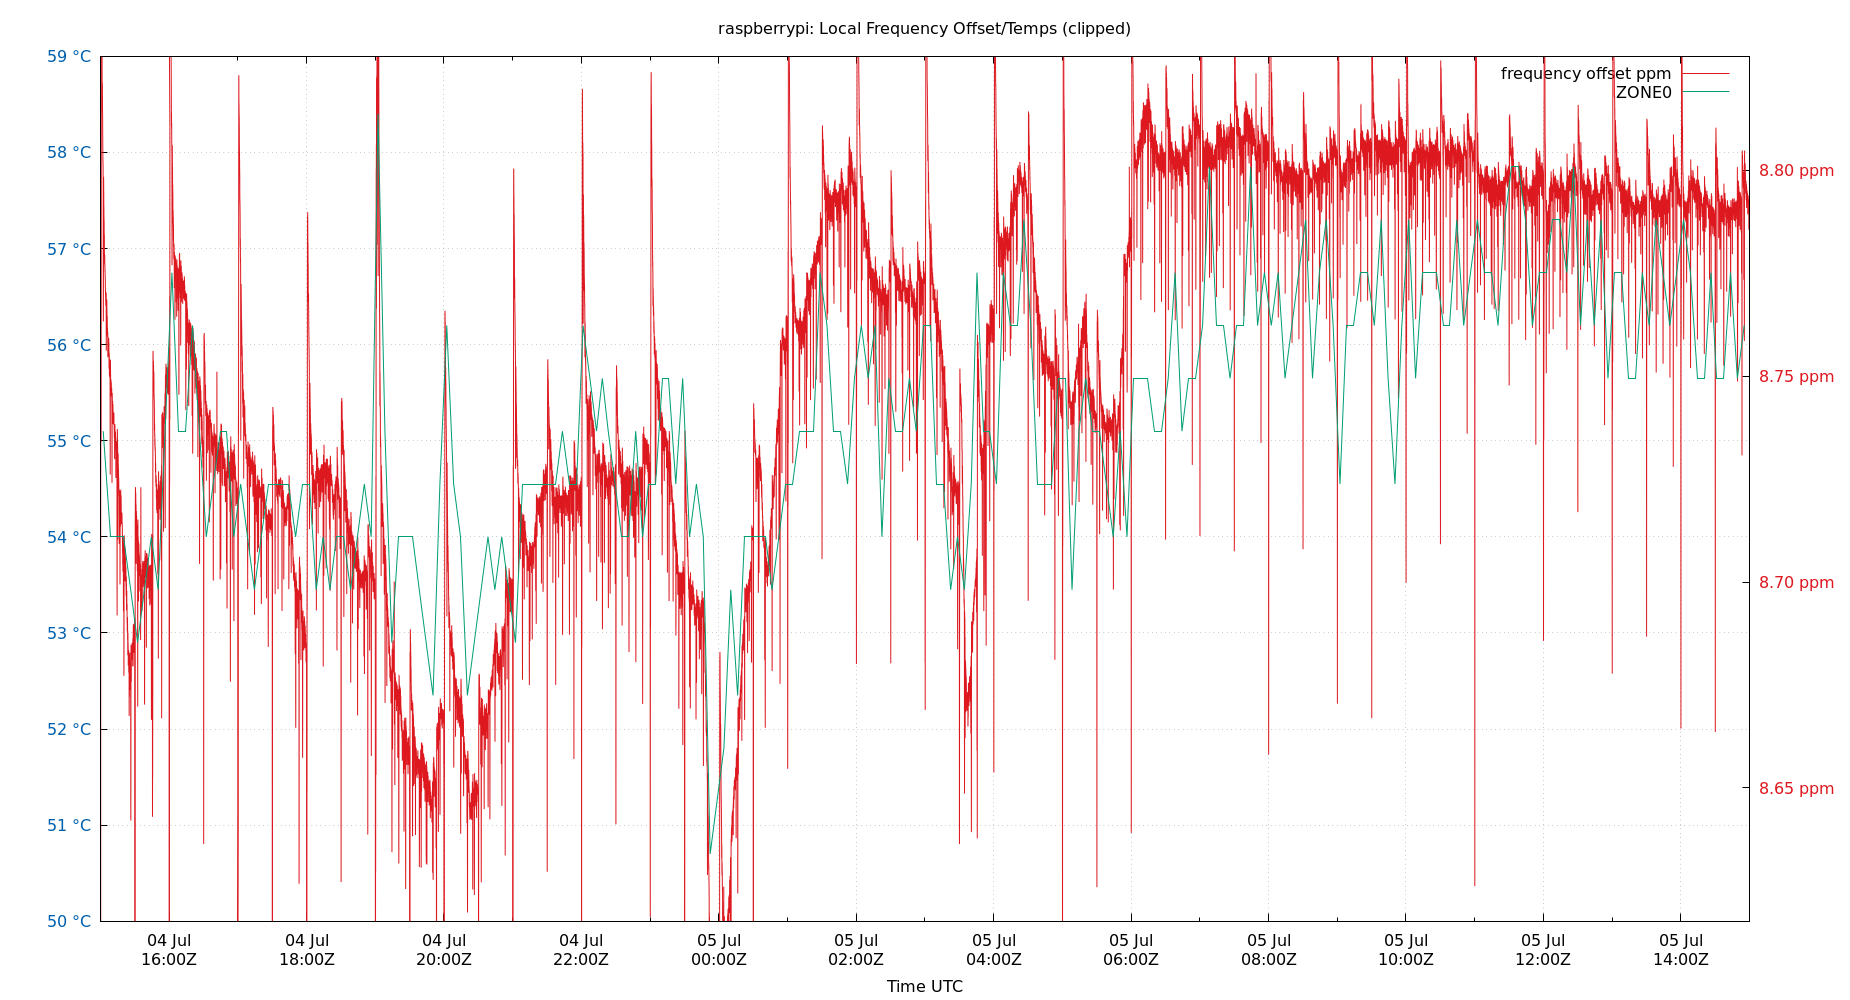 raspberrypi: Local Frequency Offset/Temps (clipped)
59 °C
58 °C
57 °C
56 °C
55 °C
54 °C
53 °C
52 °C
51 °C
50 °C
frequency offset ppm
ZONE0
8.80 ppm
8.75 ppm
8.70 ppm
8.65 ppm
04 Jul 04 Jul 04 Jul 04 Jul 05 Jul 05 Jul 05 Jul 05 Jul 05 Jul 05 Jul 05 Jul 05 Jul
16:00Z 18:00Z 20:00Z 22:00Z 00:00Z 02:00Z 04:00Z 06:00Z 08:00Z 10:00Z 12:00Z 14:00Z
Time UTC